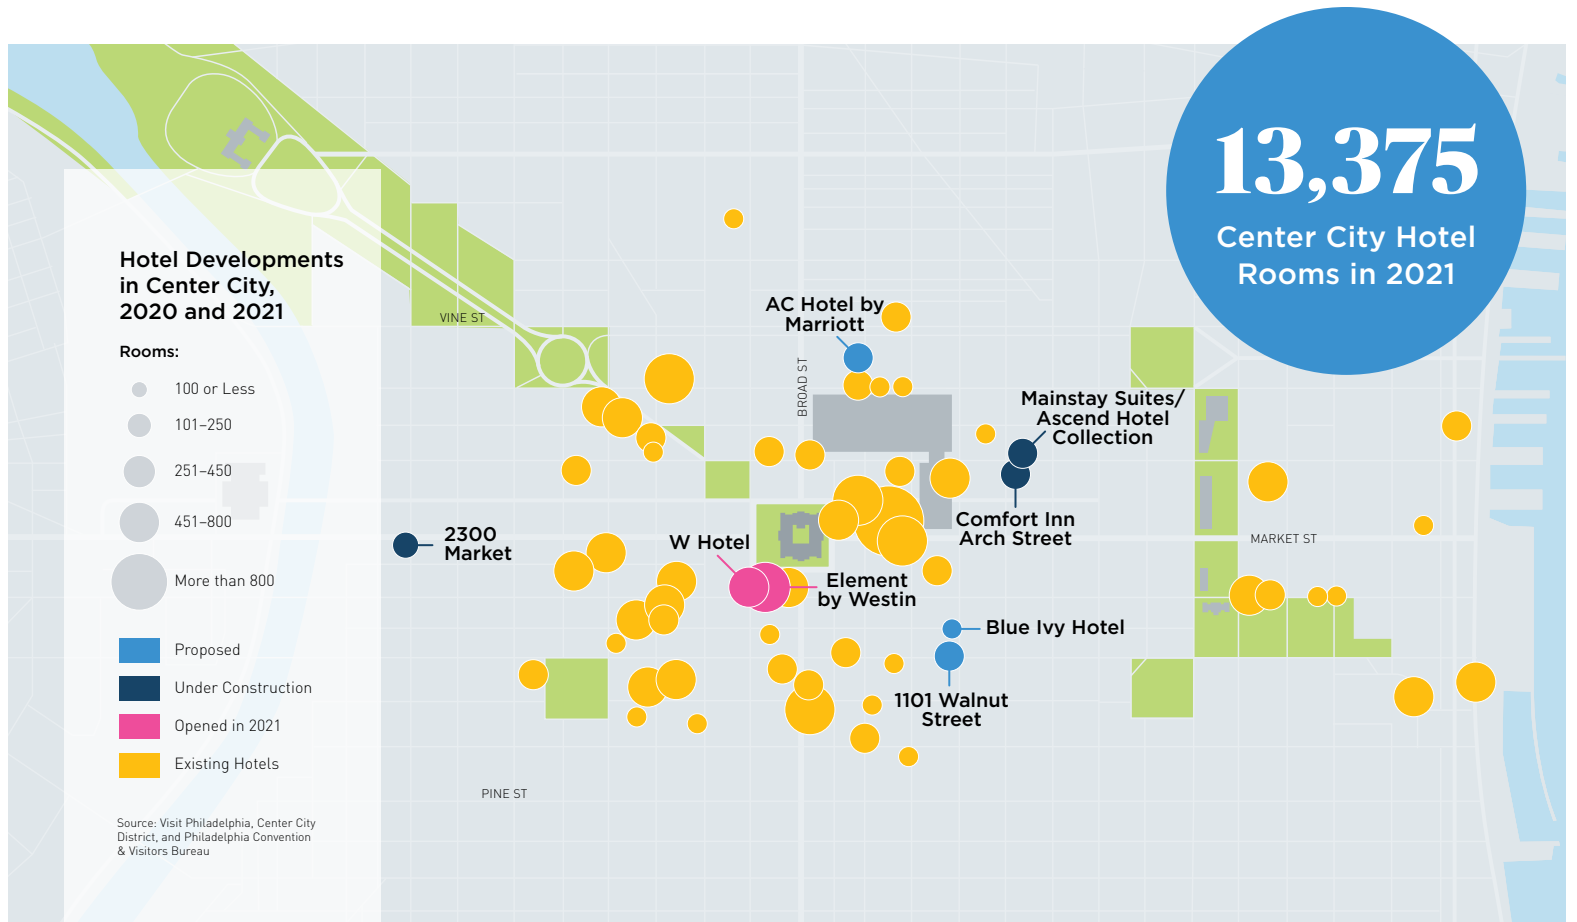 13,375
Center City Hotel
Rooms in 2021
Hotel Developments
in Center City,
2020 and 2021
Rooms:
100 or Less
101–250
251–450
451–800
More than 800
Proposed
Under Construction
Opened in 2021
Existing Hotels
Source: Visit Philadelphia, Center City
District, and Philadelphia Convention
& Visitors Bureau
VINE ST
AC Hotel by
Marriott
BROAD ST
Mainstay Suites/
Ascend Hotel
Collection
Comfort Inn
Arch Street
2300
Market
W Hotel
Element
by Westin
MARKET ST
Blue Ivy Hotel
1101 Walnut
Street
PINE ST